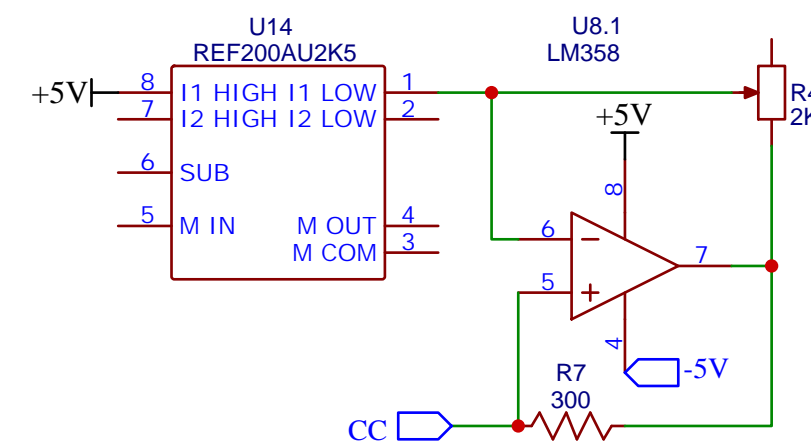 U14
REF200AU2K5
U8.1
LM358
+5V
8 I1 HIGH I1 LOW 1
7 I2 HIGH I2 LOW 2
6 SUB
5 M IN M OUT 4
M COM 3
+5V
8
6
5
7
4
-5V
R7
300
CC